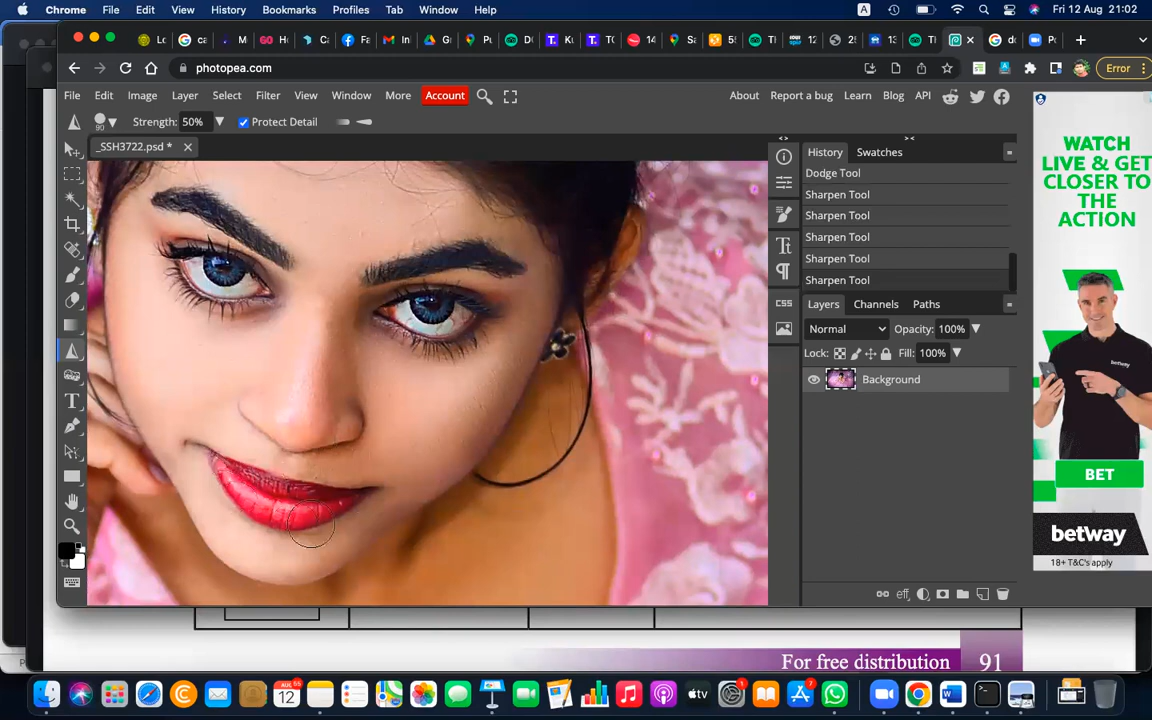 Chrome File Edit View History Bookmarks Profiles Tab Window Help A Fri 12 Aug 21:02
photopea.com Error
File Edit Image Layer Select Filter View Window More Account About Report a bug Learn Blog API
90 Strength: 50% Protect Detail
_SSH3722.psd * History Swatches
Dodge Tool
Sharpen Tool
Sharpen Tool
Sharpen Tool
Sharpen Tool
Sharpen Tool
Layers Channels Paths
Normal Opacity: 100%
Lock: Fill: 100%
Background
CSS
eff
WATCH
LIVE & GET
CLOSER TO
THE
ACTION
betway
BET
betway
18+ T&C's apply
For free distribution 91